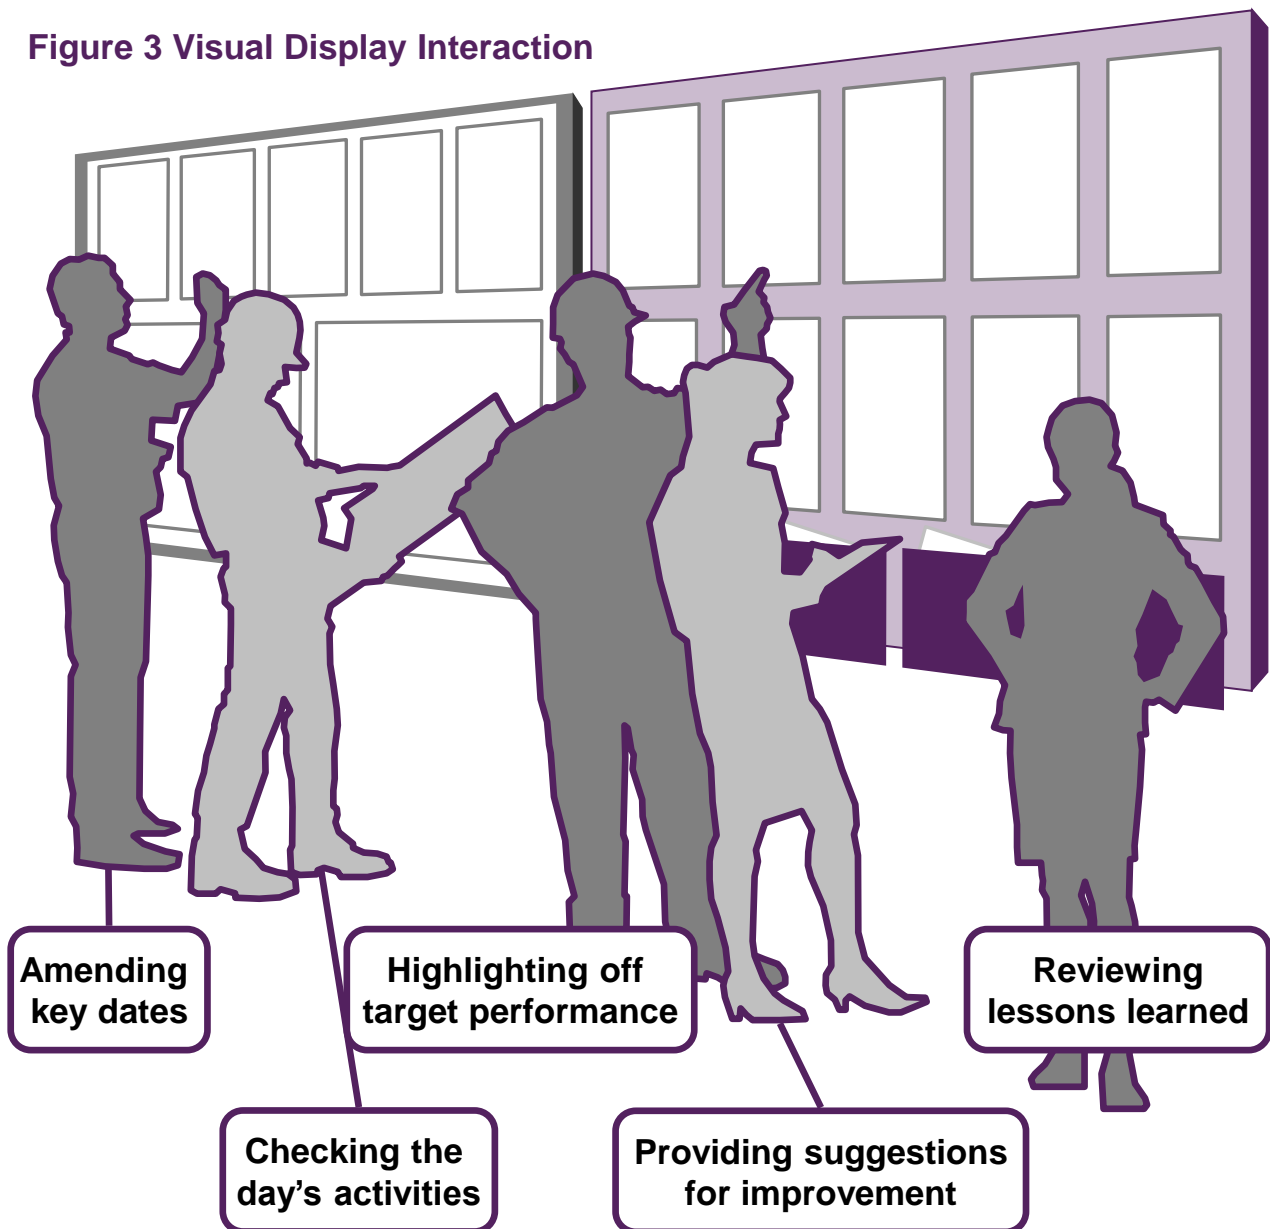 Figure 3 Visual Display Interaction
Amending
key dates
Highlighting off
target performance
Reviewing
lessons learned
Checking the
day's activities
Providing suggestions
for improvement